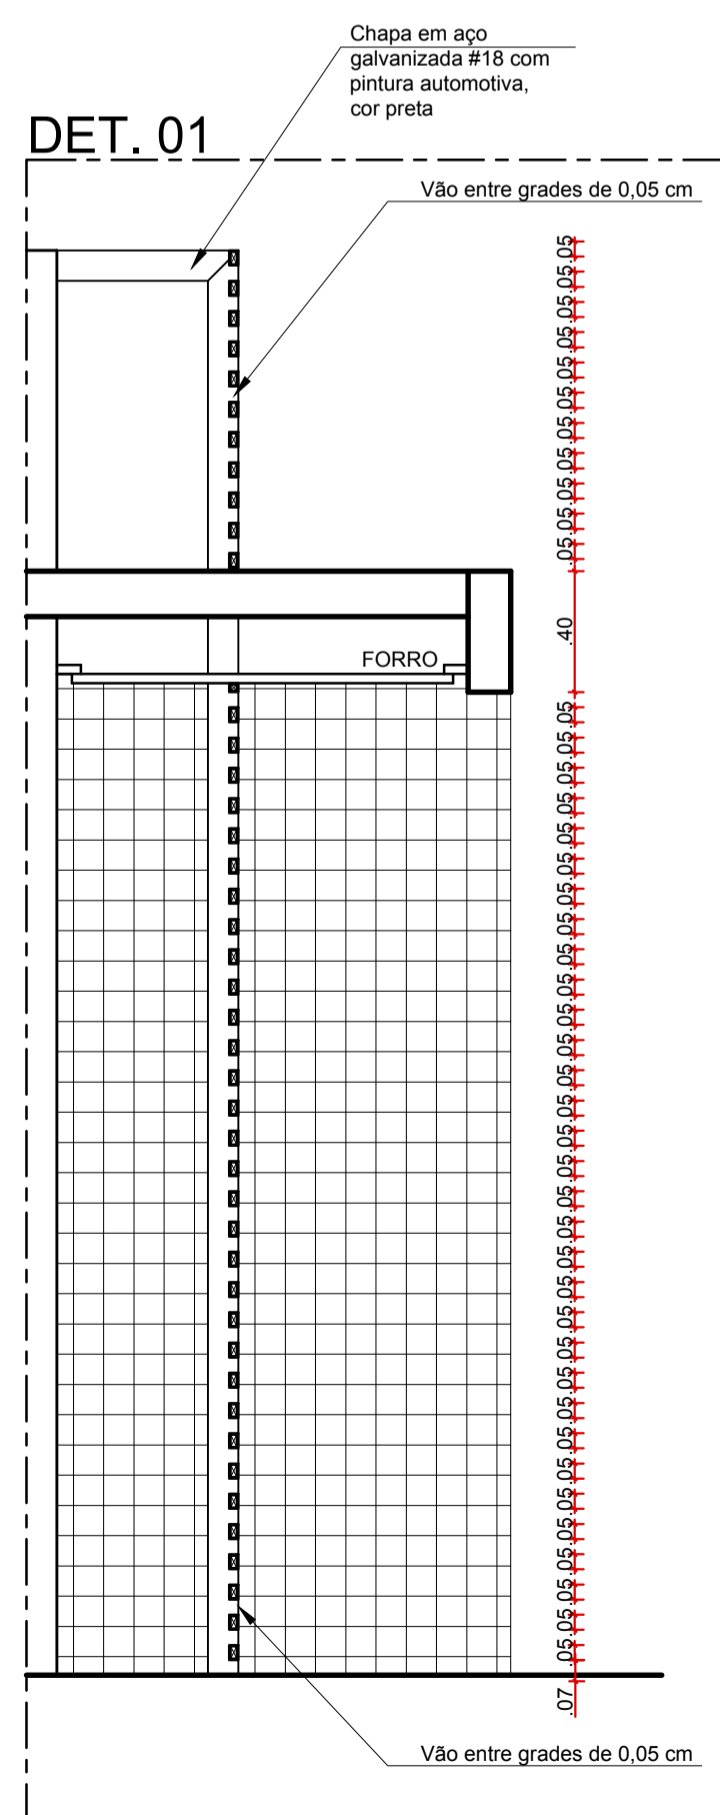 Chapa em aço
galvanizada #18 com
pintura automotiva,
cor preta
DET. 01
Vão entre grades de 0,05 cm
.05.05.05.05.05.05.05.05.05.05.05
.40
FORRO
.05.05.05.05.05.05.05.05.05.05.05.05.05.05.05.05.05.05.05.05.05.05.05.05.05.05.05.05.05.05.05.05
.07
Vão entre grades de 0,05 cm